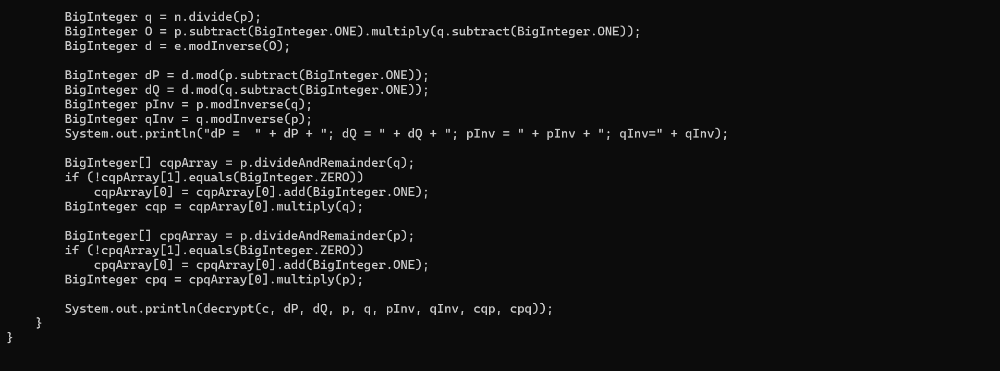 BigInteger q = n.divide(p);
BigInteger O = p.subtract(BigInteger.ONE).multiply(q.subtract(BigInteger.ONE));
BigInteger d = e.modInverse(O);
BigInteger dP = d.mod(p.subtract(BigInteger.ONE));
BigInteger dQ = d.mod(q.subtract(BigInteger.ONE));
BigInteger pInv = p.modInverse(q);
BigInteger qInv = q.modInverse(p);
System.out.println("dP =  " + dP + "; dQ = " + dQ + "; pInv = " + pInv + "; qInv=" + qInv);
BigInteger[] cqpArray = p.divideAndRemainder(q);
if (!cqpArray[1].equals(BigInteger.ZERO))
    cqpArray[0] = cqpArray[0].add(BigInteger.ONE);
BigInteger cqp = cqpArray[0].multiply(q);
BigInteger[] cpqArray = p.divideAndRemainder(p);
if (!cpqArray[1].equals(BigInteger.ZERO))
    cpqArray[0] = cpqArray[0].add(BigInteger.ONE);
BigInteger cpq = cpqArray[0].multiply(p);
System.out.println(decrypt(c, dP, dQ, p, q, pInv, qInv, cqp, cpq));
}
}